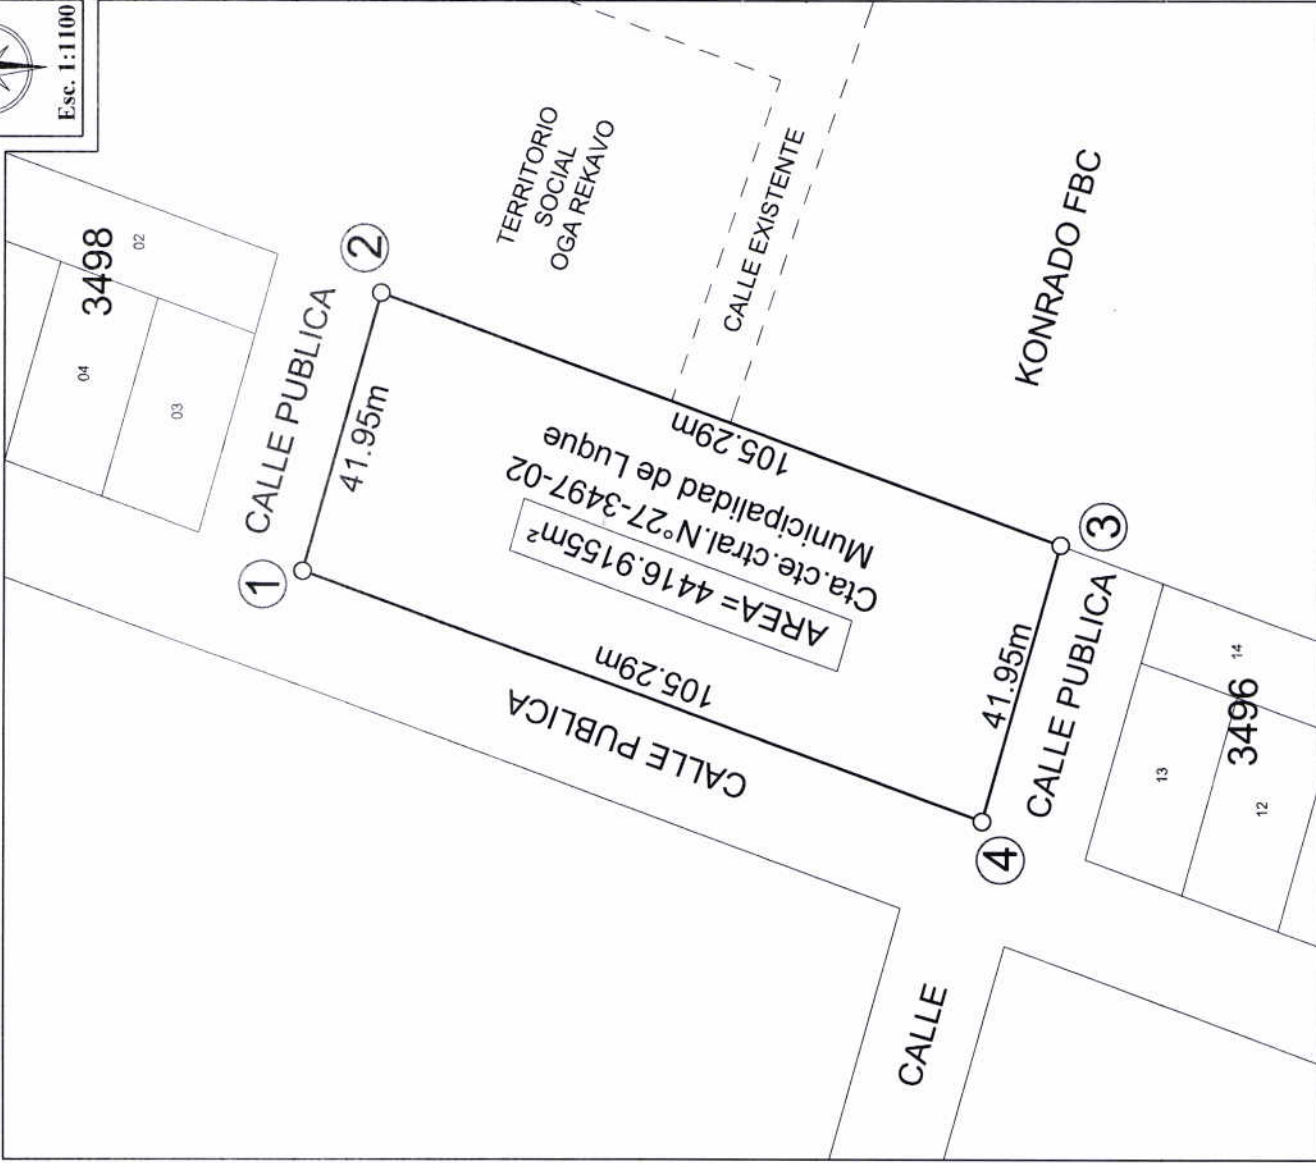 Esc. 1:1100
3498
02
04
03
CALLE PUBLICA
2
1
41.95m
TERRITORIO
SOCIAL
OGA REKAVO
CALLE EXISTENTE
KONRADO FBC
105.29m
Municipalidad de Luque
Cta.cte.ctral.N°27-3497-02
AREA= 4416.9155m²
105.29m
CALLE PUBLICA
3
41.95m
CALLE PUBLICA
4
14
3496
13
12
CALLE